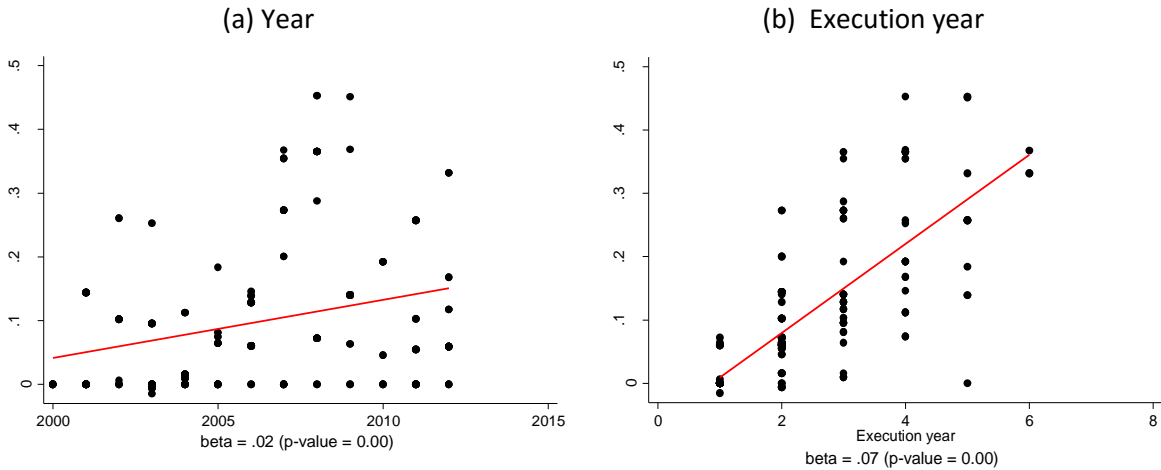 (a) Year
.5
.4
.3
.2
.1
0
2000 2005 2010 2015
beta = .02 (p-value = 0.00)
(b) Execution year
.5
.4
.3
.2
.1
0
0 2 4 6 8
Execution year
beta = .07 (p-value = 0.00)